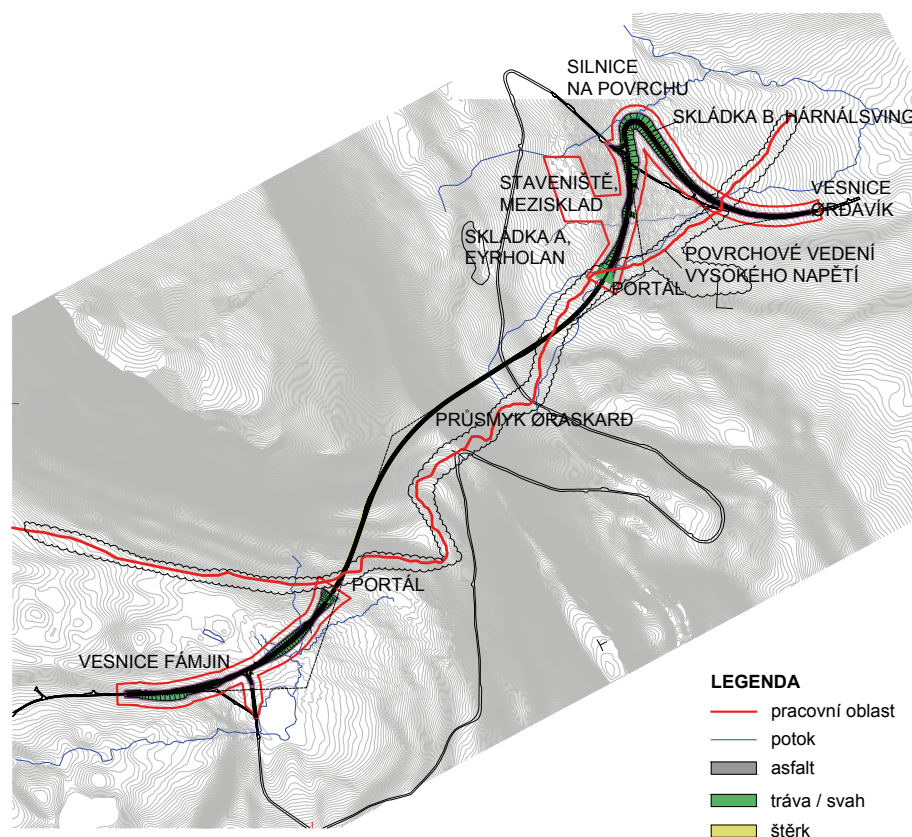 SILNICE
NA POVRCHU
SKLÁDKA B, HÁRNÁLSVING
STAVENIŠTĚ,
MEZISKLAD
VESNICE
ØRÐAVÍK
SKLÁDKA A,
EYRHOLAN
POVRCHOVÉ VEDENÍ
VYSOKÉHO NAPĚTÍ
PORTÁL
PRŮSMYK ØRASKARÐ
PORTÁL
VESNICE FÁMJIN
LEGENDA
pracovní oblast
potok
asfalt
tráva / svah
štěrk